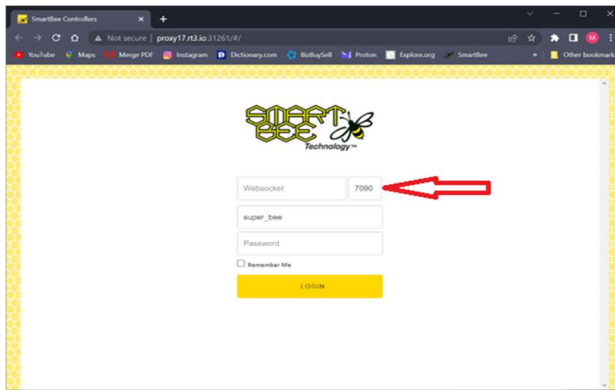 SmartBee Controllers
Not secure | proxy17.rt3.io:31261/#/
YouTube Maps Merge PDF Instagram Dictionary.com BizBuySell Proton Explore.org SmartBee Other bookmarks
SMART
BEE
Technology™
Websocket 7090
super_bee
Password
Remember Me
LOGIN